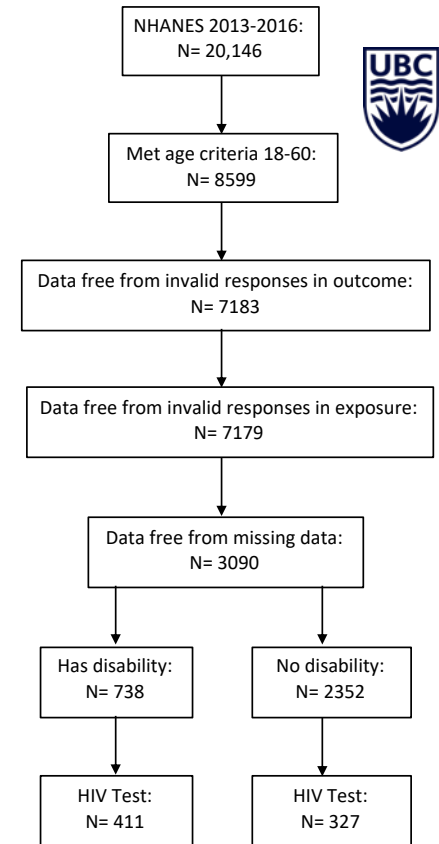 NHANES 2013-2016:
N= 20,146
UBC
Met age criteria 18-60:
N= 8599
Data free from invalid responses in outcome:
N= 7183
Data free from invalid responses in exposure:
N= 7179
Data free from missing data:
N= 3090
Has disability:
N= 738
No disability:
N= 2352
HIV Test:
N= 411
HIV Test:
N= 327